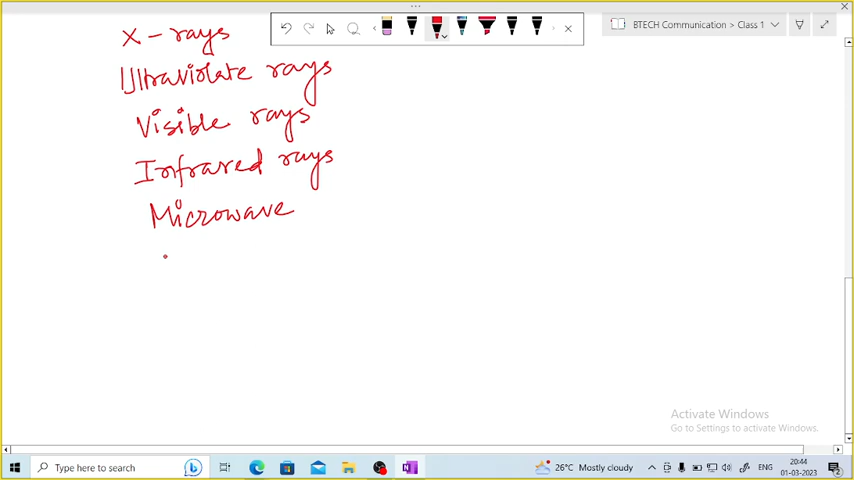 ...
BTECH Communication > Class 1
X - rays
Ultraviolate rays
Visible rays
Infrared rays
Microwave
Activate Windows
Go to Settings to activate Windows.
Type here to search
26°C Mostly cloudy
ENG
20:44
01-03-2023
2